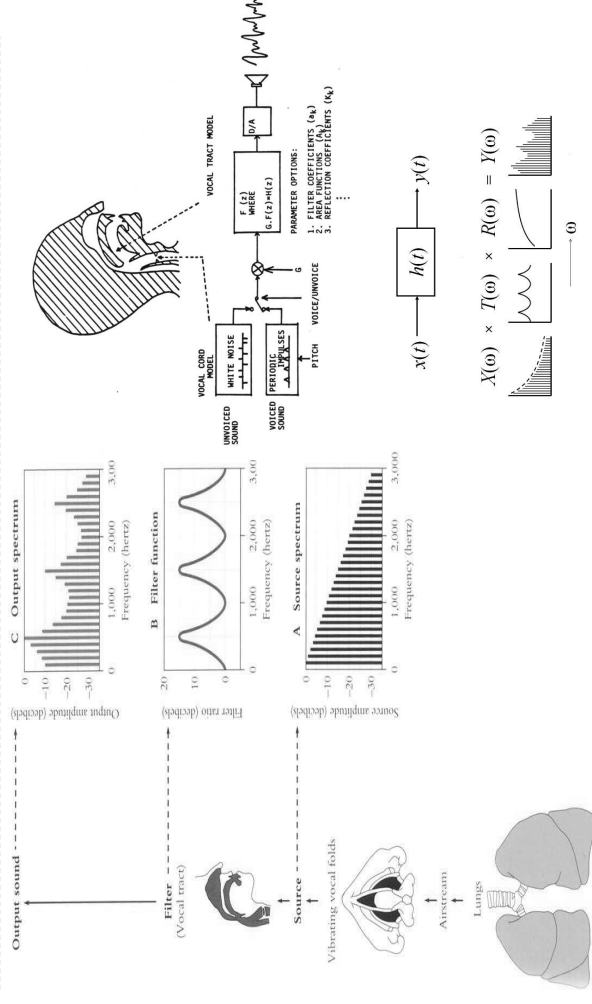 Output sound
Filter
(Vocal tract)
Source
Vibrating vocal folds
Airstream
Lungs
C Output spectrum
Output amplitude (decibels)
0
−10
−20
−30
0
1,000
2,000
3,00
Frequency (hertz)
B Filter function
Filter ratio (decibels)
20
10
0
0
1,000
2,000
3,00
Frequency (hertz)
A Source spectrum
Source amplitude (decibels)
0
−10
−20
−30
0
1,000
2,000
3,000
Frequency (hertz)
VOCAL TRACT MODEL
VOCAL CORD
MODEL
UNVOICED
SOUND
WHITE NOISE
VOICED
SOUND
PERIODIC
IMPULSES
PITCH
VOICE/UNVOICE
G
F (z)
WHERE
G.F(z)=H(z)
D/A
PARAMETER OPTIONS:
1. FILTER COEFFICIENTS (ak)
2. AREA FUNCTIONS (Ak)
3. REFLECTION COEFFICIENTS (Kk)
x(t)
h(t)
y(t)
X(ω) × T(ω) × R(ω) = Y(ω)
ω